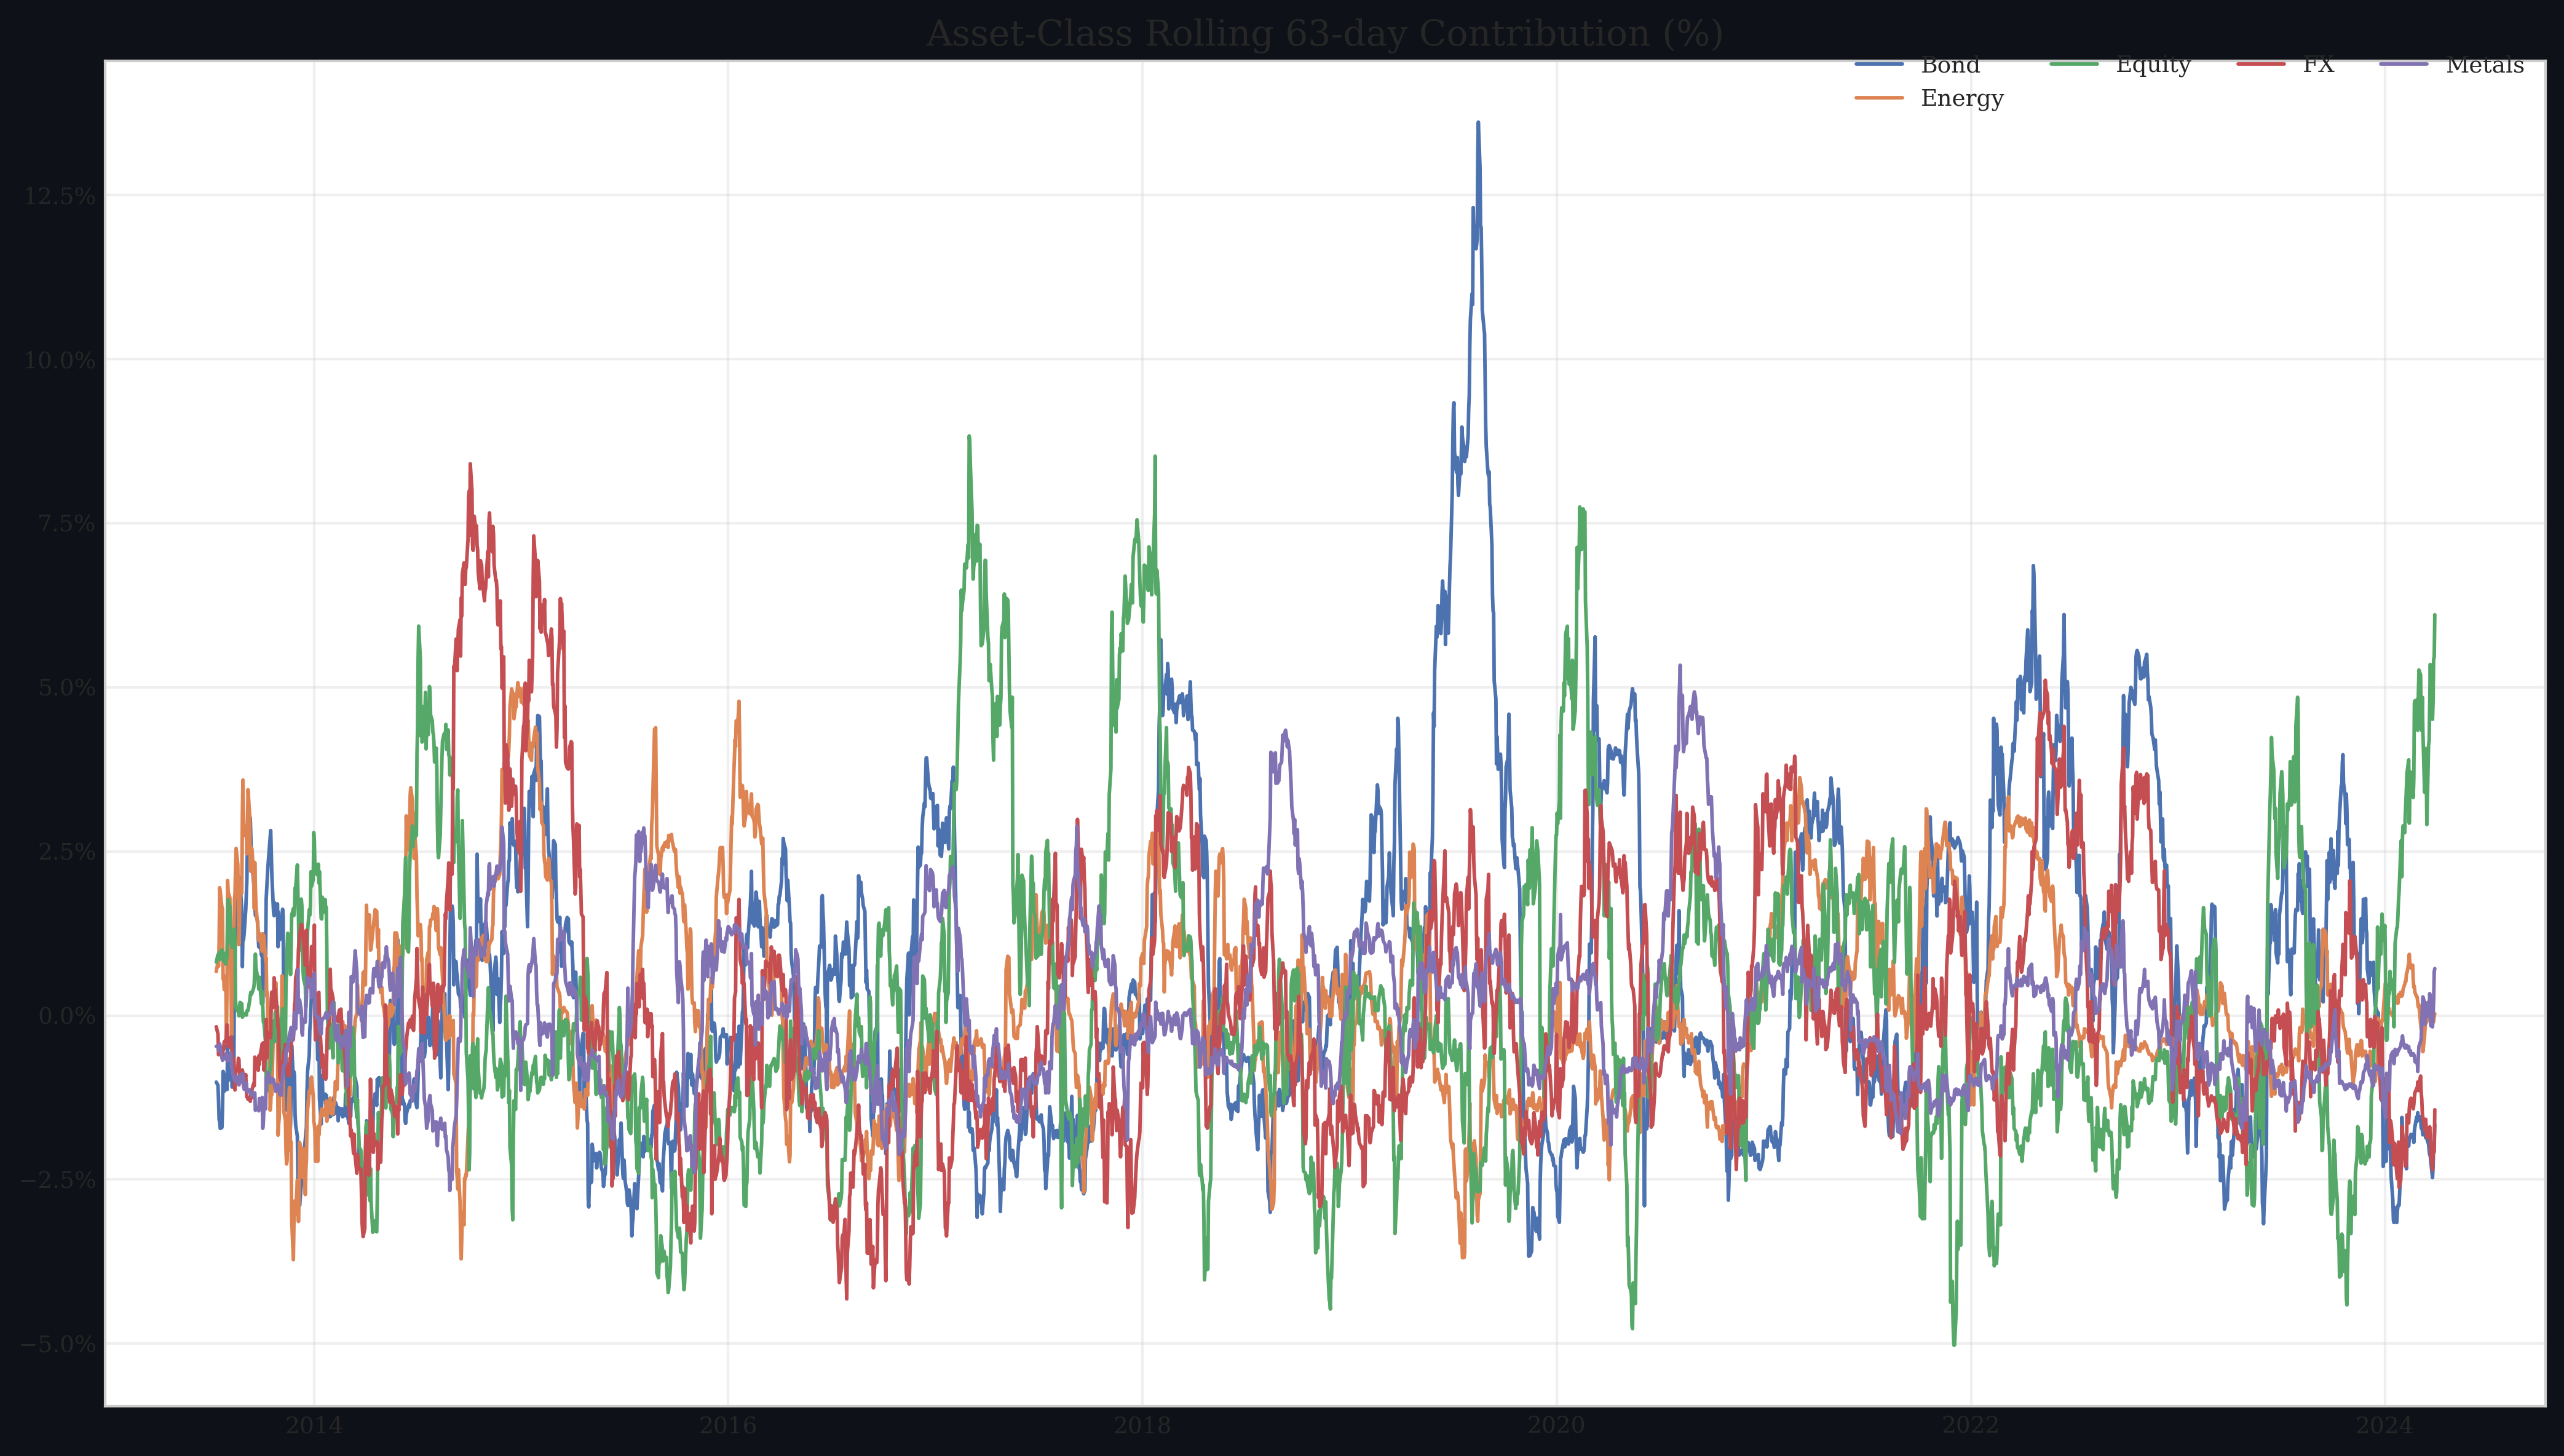 Asset-Class Rolling 63-day Contribution (%)
Bond Equity FX Metals
Energy
12.5%
10.0%
7.5%
5.0%
2.5%
0.0%
−2.5%
−5.0%
2014 2016 2018 2020 2022 2024